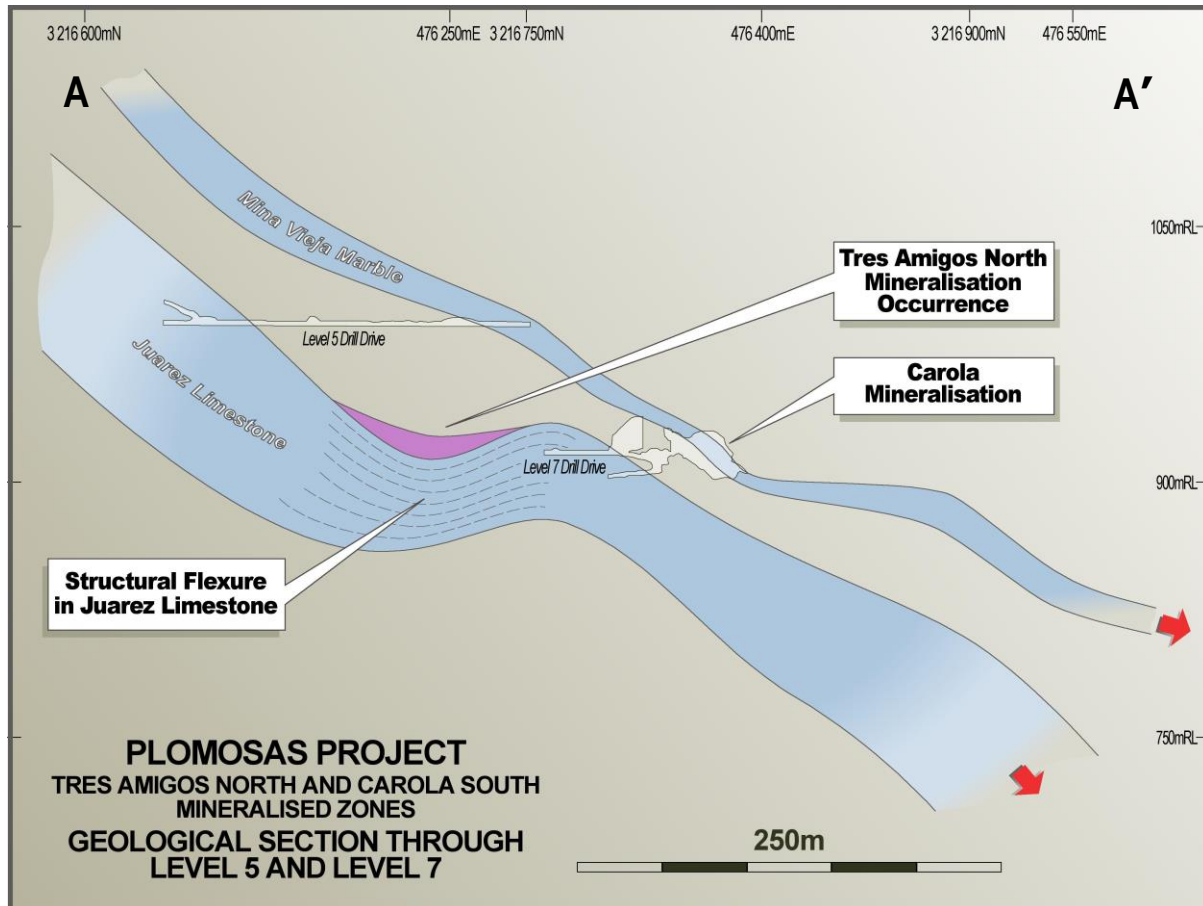 3 216 600mN 476 250mE 3 216 750mN 476 400mE 3 216 900mN 476 550mE
A A′
Mina Vieja Marble
1050mRL
Tres Amigos North
Mineralisation
Occurrence
Level 5 Drill Drive
Juarez Limestone
Carola
Mineralisation
Level 7 Drill Drive
900mRL
Structural Flexure
in Juarez Limestone
750mRL
PLOMOSAS PROJECT
TRES AMIGOS NORTH AND CAROLA SOUTH
MINERALISED ZONES
GEOLOGICAL SECTION THROUGH
LEVEL 5 AND LEVEL 7
250m